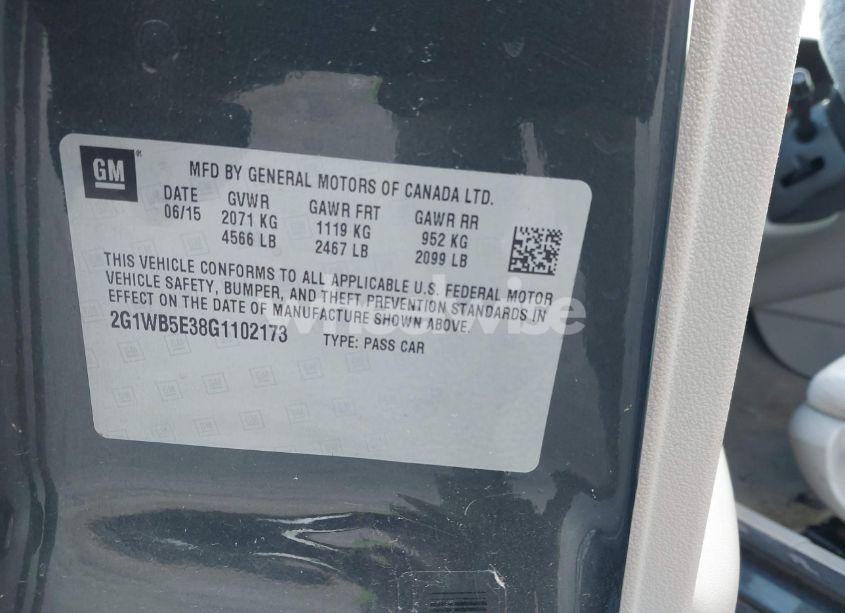 GM
MFD BY GENERAL MOTORS OF CANADA LTD.
DATE GVWR GAWR FRT GAWR RR
06/15 2071 KG 1119 KG 952 KG
4566 LB 2467 LB 2099 LB
THIS VEHICLE CONFORMS TO ALL APPLICABLE U.S. FEDERAL MOTOR
VEHICLE SAFETY, BUMPER, AND THEFT PREVENTION STANDARDS IN
EFFECT ON THE DATE OF MANUFACTURE SHOWN ABOVE.
2G1WB5E38G1102173 TYPE: PASS CAR